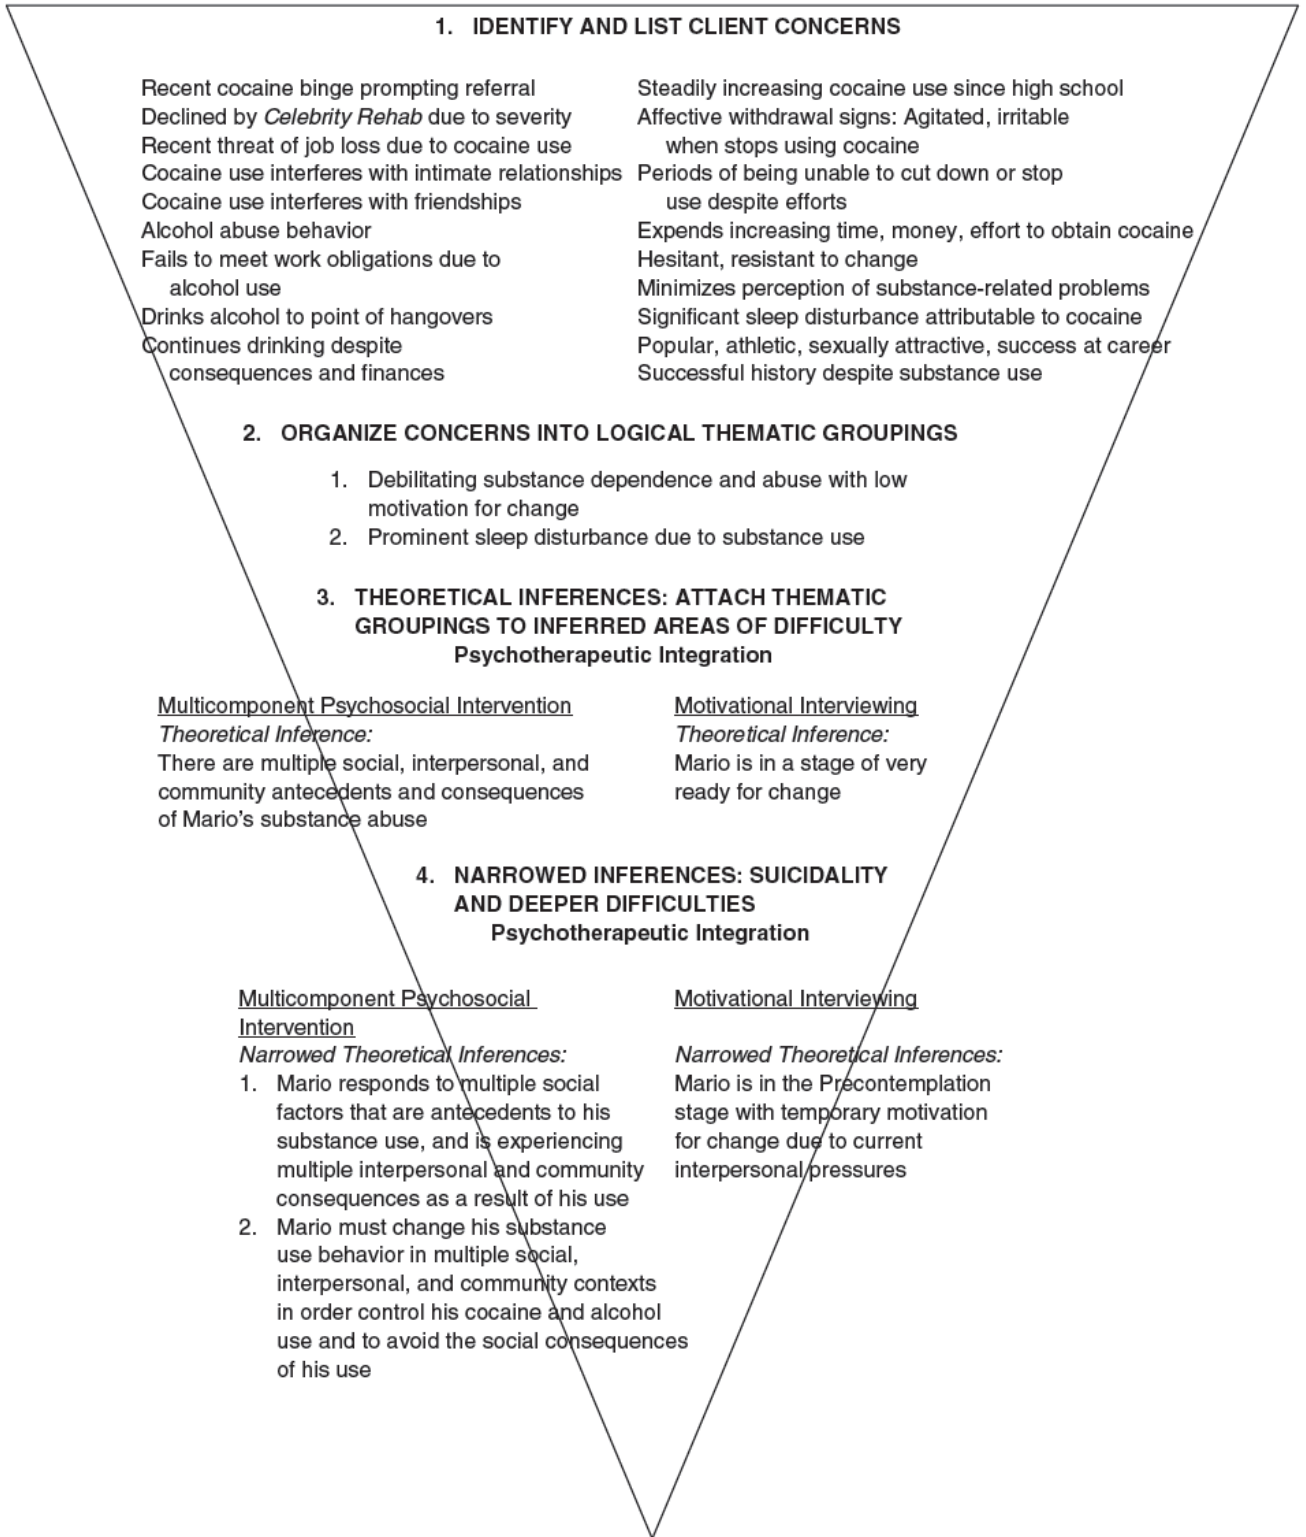 1. IDENTIFY AND LIST CLIENT CONCERNS
Recent cocaine binge prompting referral
Declined by Celebrity Rehab due to severity
Recent threat of job loss due to cocaine use
Cocaine use interferes with intimate relationships
Cocaine use interferes with friendships
Alcohol abuse behavior
Fails to meet work obligations due to
alcohol use
Drinks alcohol to point of hangovers
Continues drinking despite
consequences and finances
Steadily increasing cocaine use since high school
Affective withdrawal signs: Agitated, irritable
when stops using cocaine
Periods of being unable to cut down or stop
use despite efforts
Expends increasing time, money, effort to obtain cocaine
Hesitant, resistant to change
Minimizes perception of substance-related problems
Significant sleep disturbance attributable to cocaine
Popular, athletic, sexually attractive, success at career
Successful history despite substance use
2. ORGANIZE CONCERNS INTO LOGICAL THEMATIC GROUPINGS
1. Debilitating substance dependence and abuse with low
motivation for change
2. Prominent sleep disturbance due to substance use
3. THEORETICAL INFERENCES: ATTACH THEMATIC
GROUPINGS TO INFERRED AREAS OF DIFFICULTY
Psychotherapeutic Integration
Multicomponent Psychosocial Intervention
Theoretical Inference:
There are multiple social, interpersonal, and
community antecedents and consequences
of Mario's substance abuse
Motivational Interviewing
Theoretical Inference:
Mario is in a stage of very
ready for change
4. NARROWED INFERENCES: SUICIDALITY
AND DEEPER DIFFICULTIES
Psychotherapeutic Integration
Multicomponent Psychosocial
Intervention
Narrowed Theoretical Inferences:
1. Mario responds to multiple social
factors that are antecedents to his
substance use, and is experiencing
multiple interpersonal and community
consequences as a result of his use
2. Mario must change his substance
use behavior in multiple social,
interpersonal, and community contexts
in order control his cocaine and alcohol
use and to avoid the social consequences
of his use
Motivational Interviewing
Narrowed Theoretical Inferences:
Mario is in the Precontemplation
stage with temporary motivation
for change due to current
interpersonal pressures